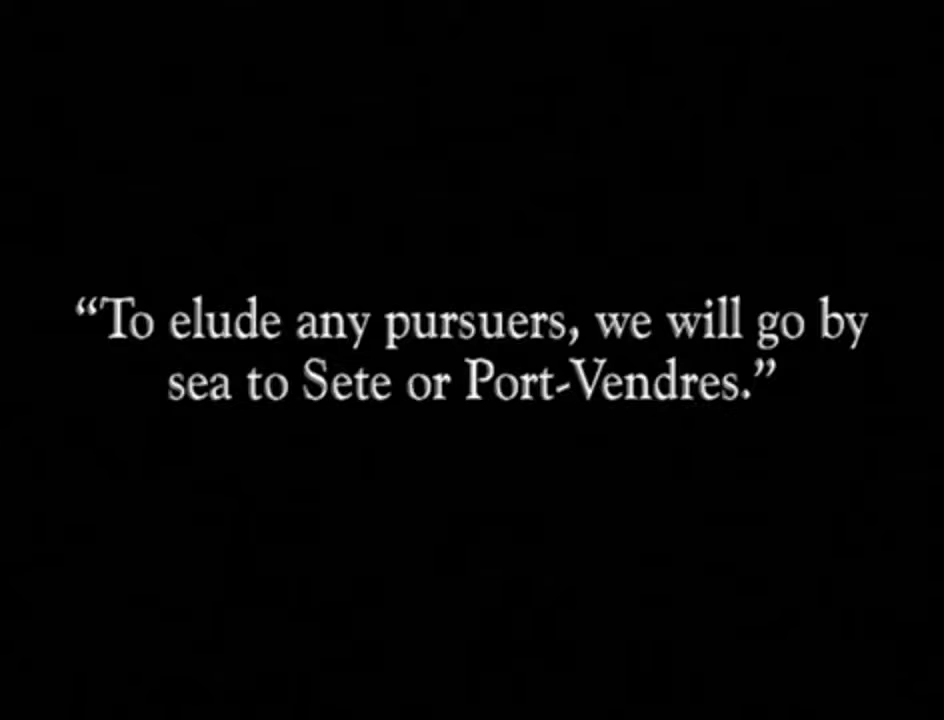 “To elude any pursuers, we will go by
sea to Sete or Port-Vendres.”